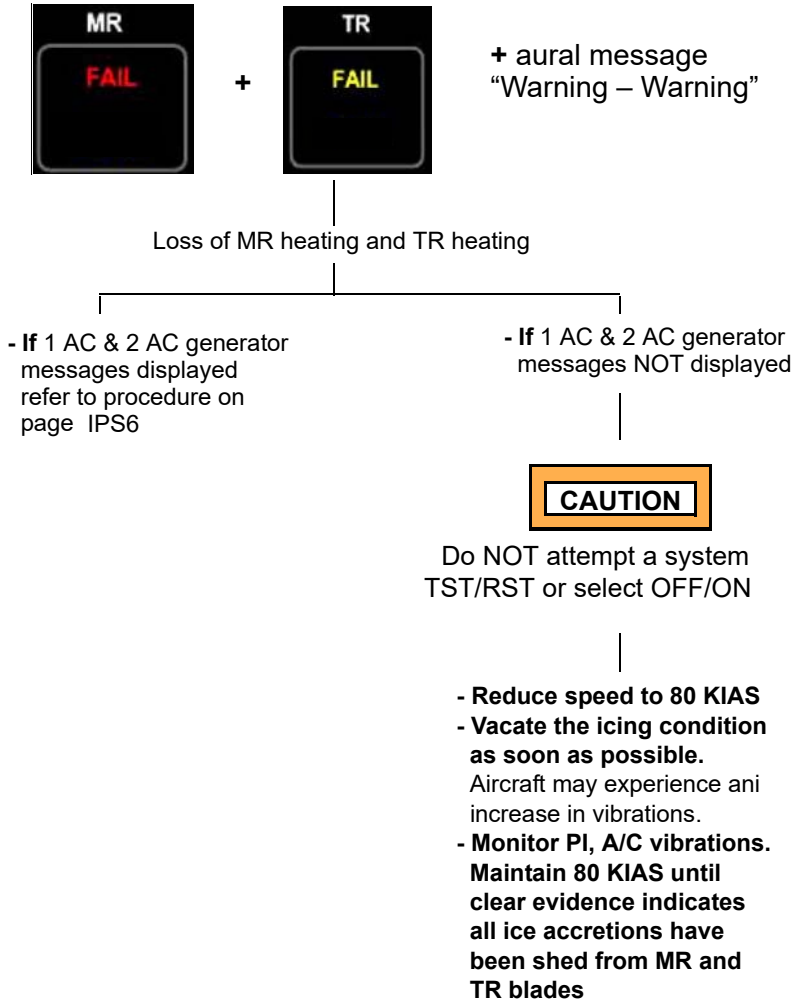 MR
FAIL
+
TR
FAIL
+ aural message
“Warning – Warning”
Loss of MR heating and TR heating
- If 1 AC & 2 AC generator
messages displayed
refer to procedure on
page IPS6
- If 1 AC & 2 AC generator
messages NOT displayed
CAUTION
Do NOT attempt a system
TST/RST or select OFF/ON
- Reduce speed to 80 KIAS
- Vacate the icing condition
as soon as possible.
Aircraft may experience ani
increase in vibrations.
- Monitor PI, A/C vibrations.
Maintain 80 KIAS until
clear evidence indicates
all ice accretions have
been shed from MR and
TR blades